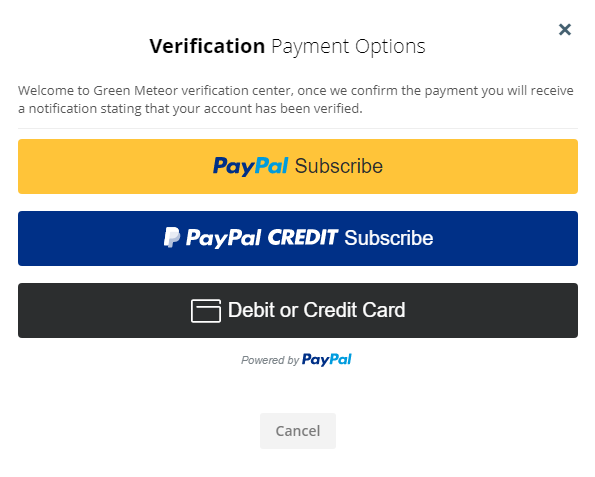 Verification Payment Options
Welcome to Green Meteor verification center, once we confirm the payment you will receive
a notification stating that your account has been verified.
PayPal Subscribe
PayPal CREDIT Subscribe
Debit or Credit Card
Powered by PayPal
Cancel